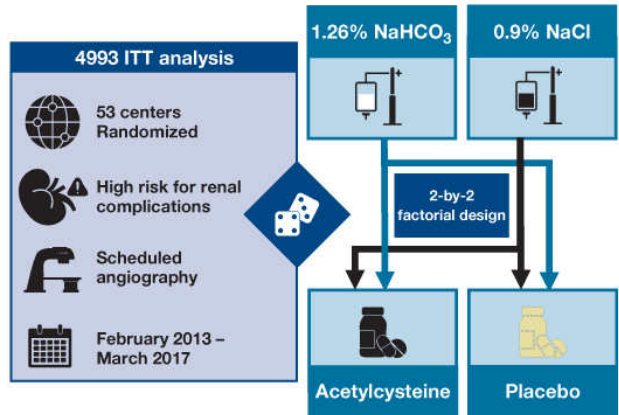 4993 ITT analysis
53 centers
Randomized
High risk for renal
complications
Scheduled
angiography
February 2013 –
March 2017
1.26% NaHCO₃
0.9% NaCl
2-by-2
factorial design
Acetylcysteine
Placebo